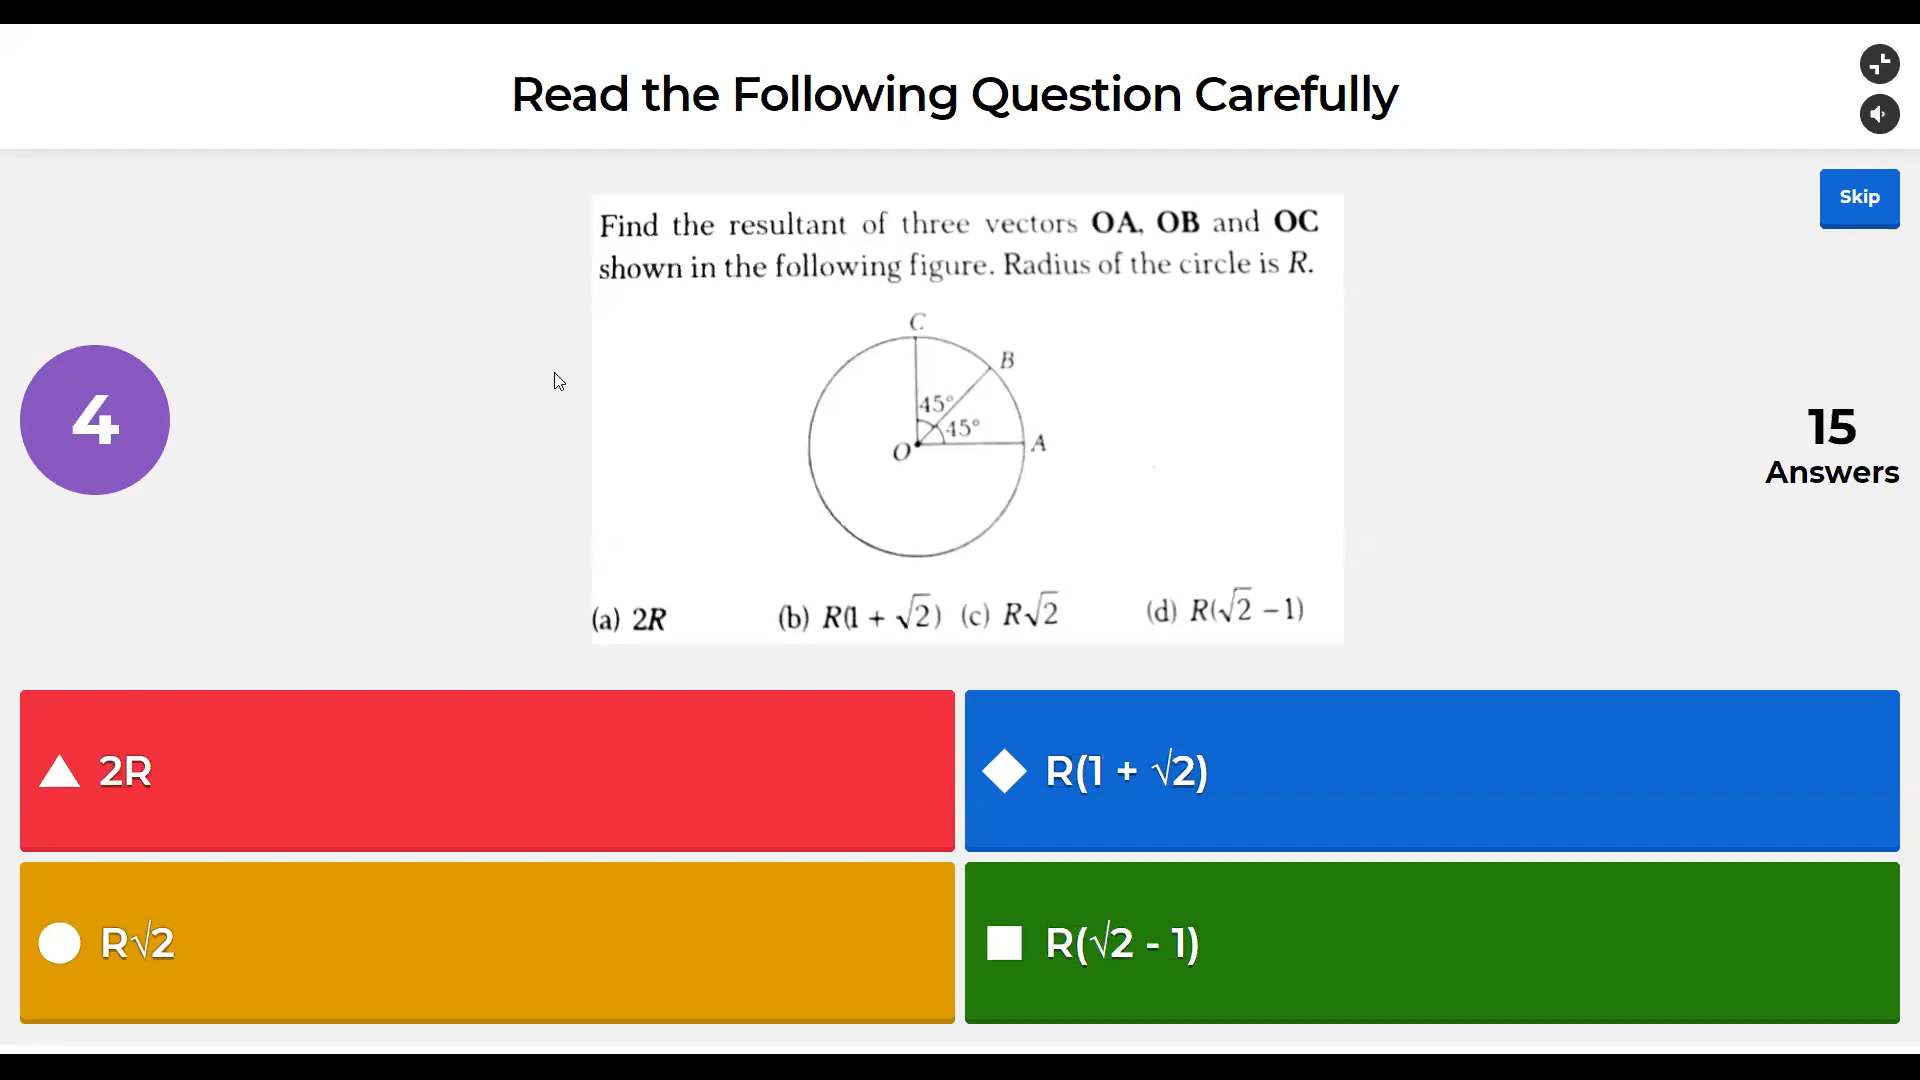 Read the Following Question Carefully
Skip
Find the resultant of three vectors OA, OB and OC
shown in the following figure. Radius of the circle is R.
C
B
45°
45°
O
A
4
15
Answers
(a) 2R (b) R(1 + √2) (c) R√2 (d) R(√2 − 1)
2R
R(1 + √2)
R√2
R(√2 - 1)